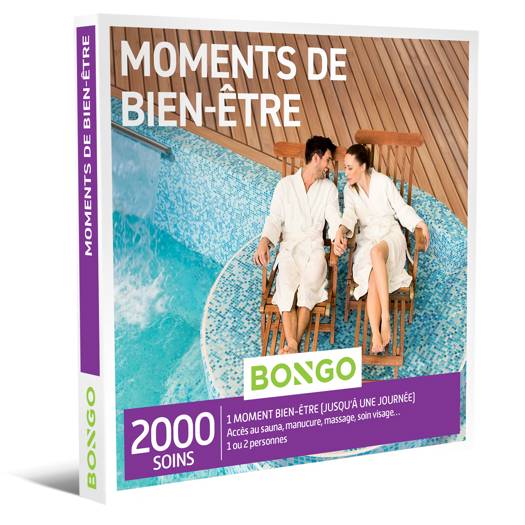 MOMENTS DE
BIEN-ÊTRE
MOMENTS DE BIEN-ÊTRE
BONGO
BONGO
2000
SOINS
1 MOMENT BIEN-ÊTRE (JUSQU'À UNE JOURNÉE)
Accès au sauna, manucure, massage, soin visage...
1 ou 2 personnes